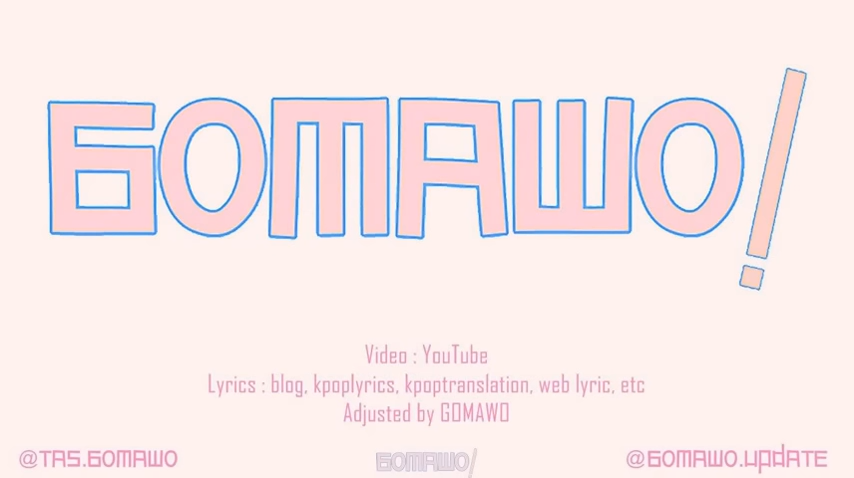 GOMAWO!
Video : YouTube
Lyrics : blog, kpoplyrics, kpoptranslation, web lyric, etc
Adjusted by GOMAWO
@TAS.GOMAWO
GOMAWO!
@GOMAWO.UPdATE